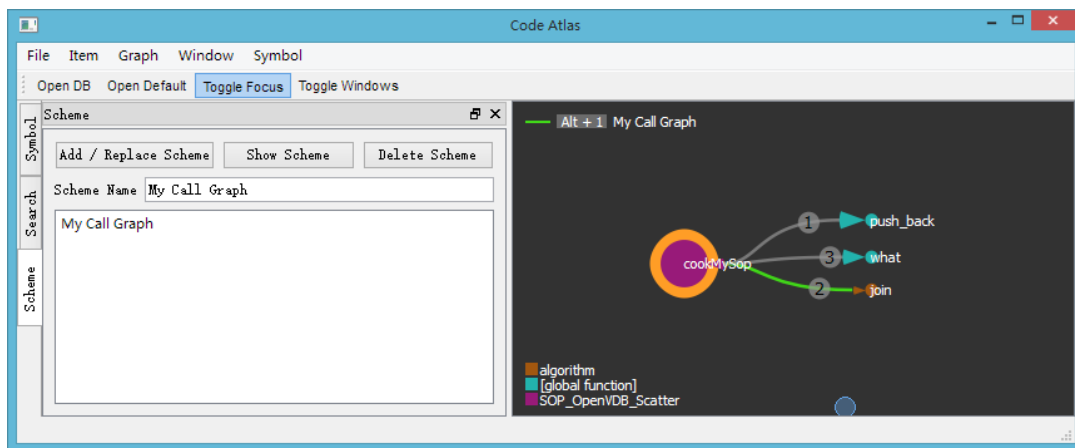 Code Atlas
File Item Graph Window Symbol
Open DB Open Default Toggle Focus Toggle Windows
Symbol
Search
Scheme
Scheme
Add / Replace Scheme Show Scheme Delete Scheme
Scheme Name My Call Graph
My Call Graph
Alt + 1 My Call Graph
1 push_back
cookMySop 3 what
2 join
algorithm
[global function]
SOP_OpenVDB_Scatter